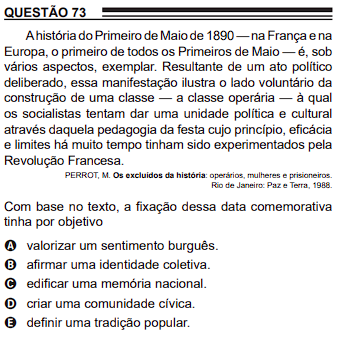 QUESTÃO 73
A história do Primeiro de Maio de 1890 — na França e na
Europa, o primeiro de todos os Primeiros de Maio — é, sob
vários aspectos, exemplar. Resultante de um ato político
deliberado, essa manifestação ilustra o lado voluntário da
construção de uma classe — a classe operária — à qual
os socialistas tentam dar uma unidade política e cultural
através daquela pedagogia da festa cujo princípio, eficácia
e limites há muito tempo tinham sido experimentados pela
Revolução Francesa.
PERROT, M. Os excluídos da história: operários, mulheres e prisioneiros.
Rio de Janeiro: Paz e Terra, 1988.
Com base no texto, a fixação dessa data comemorativa
tinha por objetivo
A valorizar um sentimento burguês.
B afirmar uma identidade coletiva.
C edificar uma memória nacional.
D criar uma comunidade cívica.
E definir uma tradição popular.